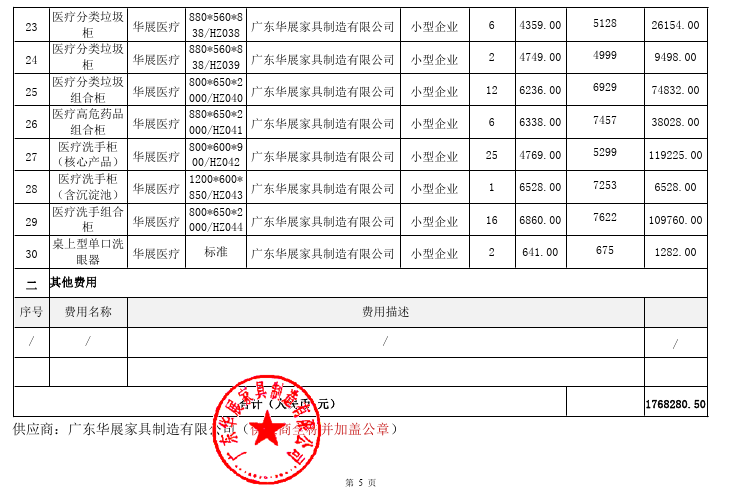 23 医疗分类垃圾柜 华展医疗 880*560*838/HZ038 广东华展家具制造有限公司 小型企业 6 4359.00 5128 26154.00
24 医疗分类垃圾柜 华展医疗 880*560*838/HZ039 广东华展家具制造有限公司 小型企业 2 4749.00 4999 9498.00
25 医疗分类垃圾组合柜 华展医疗 800*650*2000/HZ040 广东华展家具制造有限公司 小型企业 12 6236.00 6929 74832.00
26 医疗高危药品组合柜 华展医疗 880*650*2000/HZ041 广东华展家具制造有限公司 小型企业 6 6338.00 7457 38028.00
27 医疗洗手柜（核心产品） 华展医疗 800*600*900/HZ042 广东华展家具制造有限公司 小型企业 25 4769.00 5299 119225.00
28 医疗洗手柜（含沉淀池） 华展医疗 1200*600*850/HZ043 广东华展家具制造有限公司 小型企业 1 6528.00 7253 6528.00
29 医疗洗手组合柜 华展医疗 800*650*2000/HZ044 广东华展家具制造有限公司 小型企业 16 6860.00 7622 109760.00
30 桌上型单口洗眼器 华展医疗 标准 广东华展家具制造有限公司 小型企业 2 641.00 675 1282.00
二 其他费用
序号 费用名称 费用描述
/ / / /
合计（人民币 元） 1768280.50
供应商：广东华展家具制造有限公司（供应商全称并加盖公章）
广东华展家具制造有限公司
第 5 页